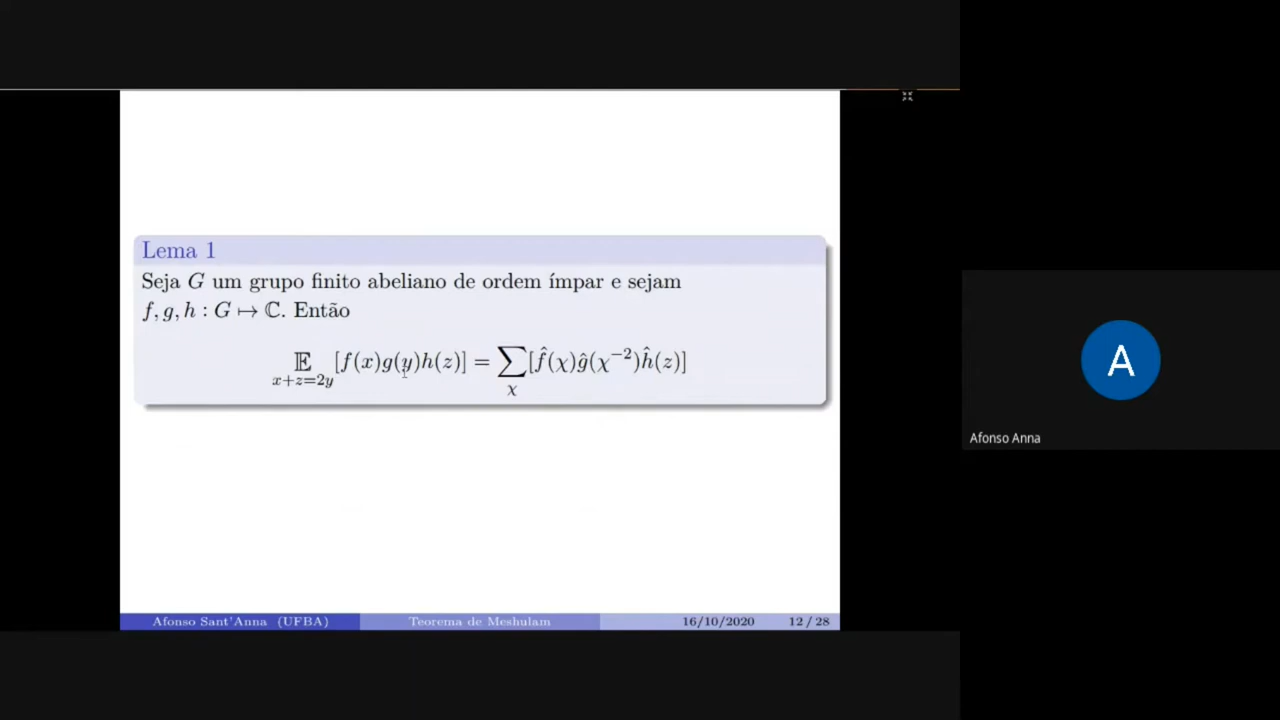 Lema 1
Seja G um grupo finito abeliano de ordem ímpar e sejam
f, g, h : G ↦ ℂ. Então
𝔼_{x+z=2y}[f(x)g(y)h(z)] = ∑_χ[f̂(χ)ĝ(χ⁻²)ĥ(z)]
Afonso Sant'Anna (UFBA) Teorema de Meshulam 16/10/2020 12 / 28
A
Afonso Anna